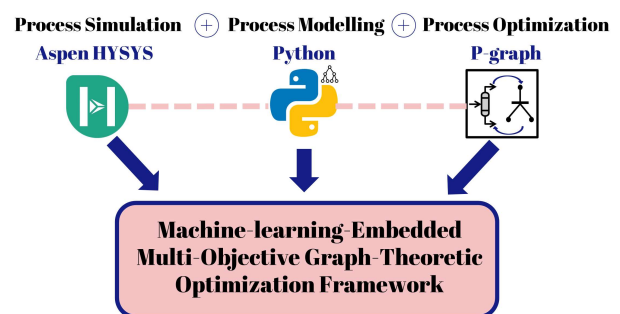 Process Simulation + Process Modelling + Process Optimization
Aspen HYSYS Python P-graph
Machine-learning-Embedded
Multi-Objective Graph-Theoretic
Optimization Framework